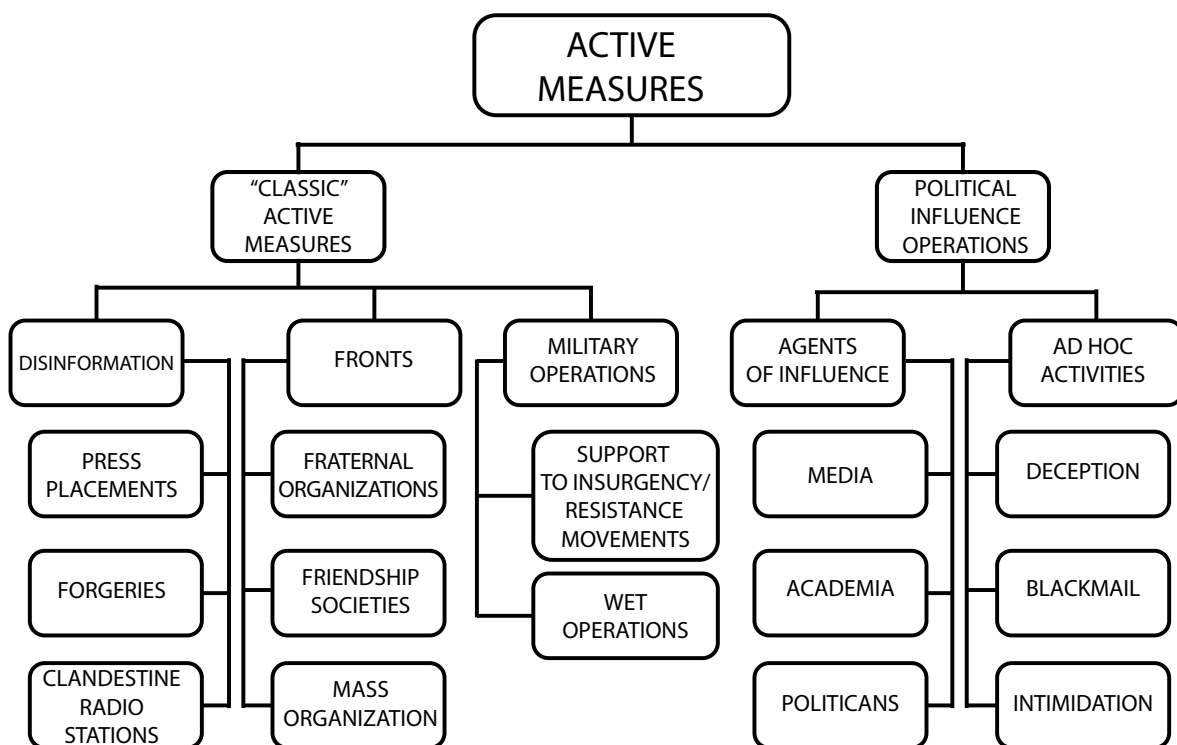 ACTIVE
MEASURES
“CLASSIC”
ACTIVE
MEASURES
POLITICAL
INFLUENCE
OPERATIONS
DISINFORMATION
FRONTS
MILITARY
OPERATIONS
AGENTS
OF INFLUENCE
AD HOC
ACTIVITIES
PRESS
PLACEMENTS
FRATERNAL
ORGANIZATIONS
SUPPORT
TO INSURGENCY/
RESISTANCE
MOVEMENTS
MEDIA
DECEPTION
FORGERIES
FRIENDSHIP
SOCIETIES
WET
OPERATIONS
ACADEMIA
BLACKMAIL
CLANDESTINE
RADIO
STATIONS
MASS
ORGANIZATION
POLITICANS
INTIMIDATION